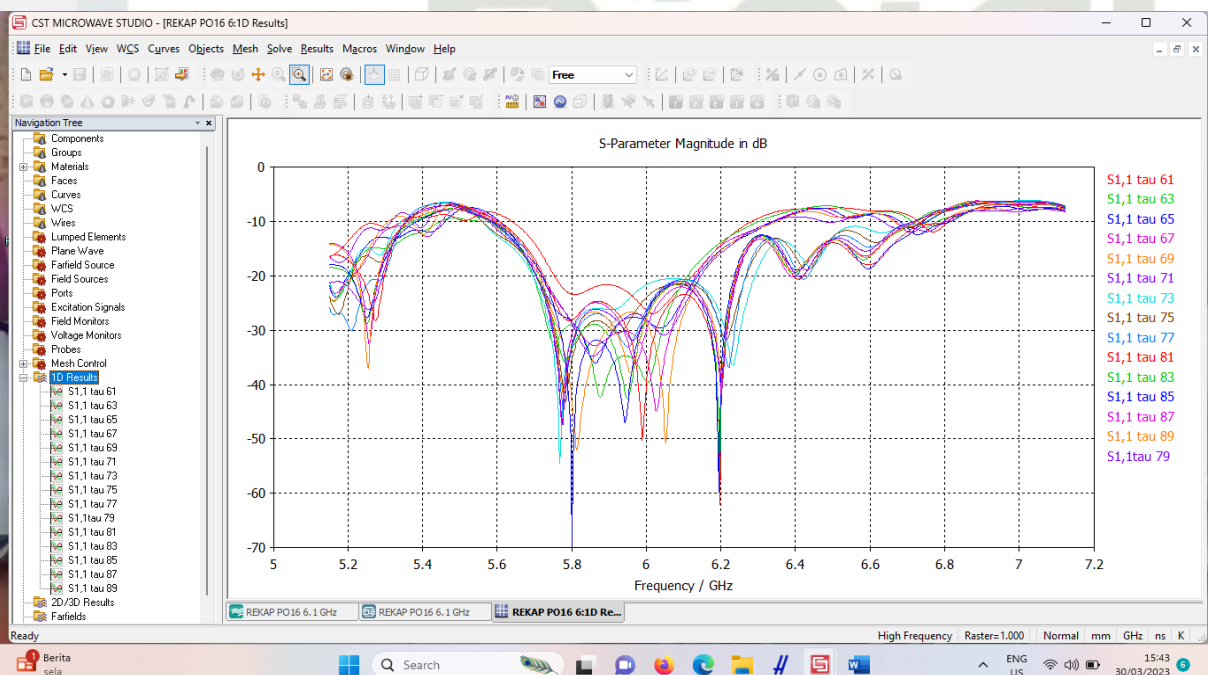 CST MICROWAVE STUDIO - [REKAP PO16 6:1D Results]
File Edit View WCS Curves Objects Mesh Solve Results Macros Window Help
Free
Navigation Tree
Components
Groups
Materials
Faces
Curves
WCS
Wires
Lumped Elements
Plane Wave
Farfield Source
Field Sources
Ports
Excitation Signals
Field Monitors
Voltage Monitors
Probes
Mesh Control
1D Results
S1,1 tau 61
S1,1 tau 63
S1,1 tau 65
S1,1 tau 67
S1,1 tau 69
S1,1 tau 71
S1,1 tau 73
S1,1 tau 75
S1,1 tau 77
S1,1tau 79
S1,1 tau 81
S1,1 tau 83
S1,1 tau 85
S1,1 tau 87
S1,1 tau 89
2D/3D Results
Farfields
S-Parameter Magnitude in dB
0
-10
-20
-30
-40
-50
-60
-70
5 5.2 5.4 5.6 5.8 6 6.2 6.4 6.6 6.8 7 7.2
Frequency / GHz
S1,1 tau 61
S1,1 tau 63
S1,1 tau 65
S1,1 tau 67
S1,1 tau 69
S1,1 tau 71
S1,1 tau 73
S1,1 tau 75
S1,1 tau 77
S1,1 tau 81
S1,1 tau 83
S1,1 tau 85
S1,1 tau 87
S1,1 tau 89
S1,1tau 79
REKAP PO16 6.1 GHz REKAP PO16 6.1 GHz REKAP PO16 6:1D Re...
Ready High Frequency Raster=1.000 Normal mm GHz ns K
1 Berita
sela
Search
ENG
US
15:43
30/03/2023
6